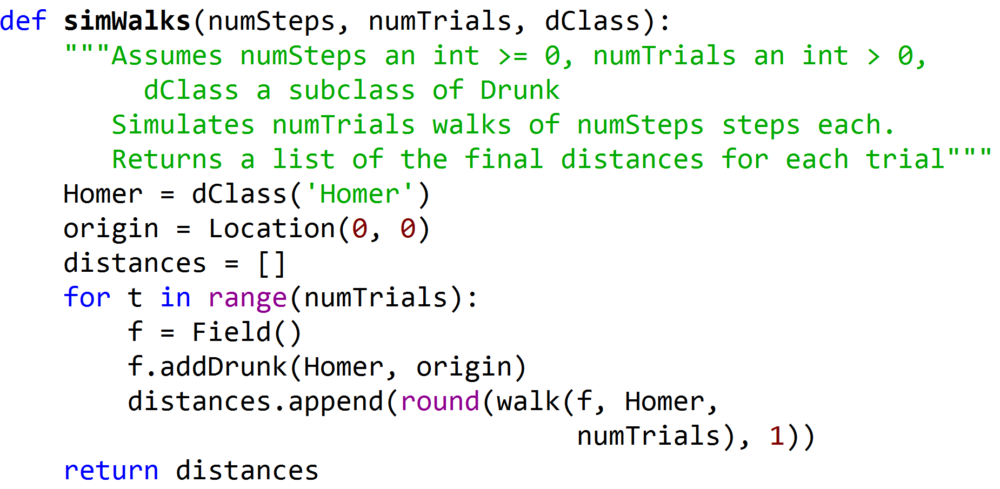 def simWalks(numSteps, numTrials, dClass):
    """Assumes numSteps an int >= 0, numTrials an int > 0,
         dClass a subclass of Drunk
       Simulates numTrials walks of numSteps steps each.
       Returns a list of the final distances for each trial"""
    Homer = dClass('Homer')
    origin = Location(0, 0)
    distances = []
    for t in range(numTrials):
        f = Field()
        f.addDrunk(Homer, origin)
        distances.append(round(walk(f, Homer,
                                    numTrials), 1))
    return distances